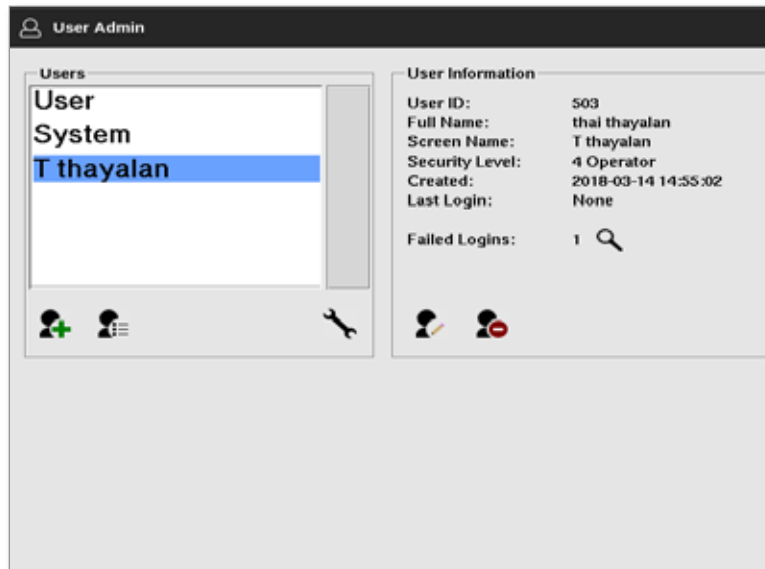 User Admin
Users
User
System
T thayalan
User Information
User ID: 503
Full Name: thai thayalan
Screen Name: T thayalan
Security Level: 4 Operator
Created: 2018-03-14 14:55:02
Last Login: None
Failed Logins: 1